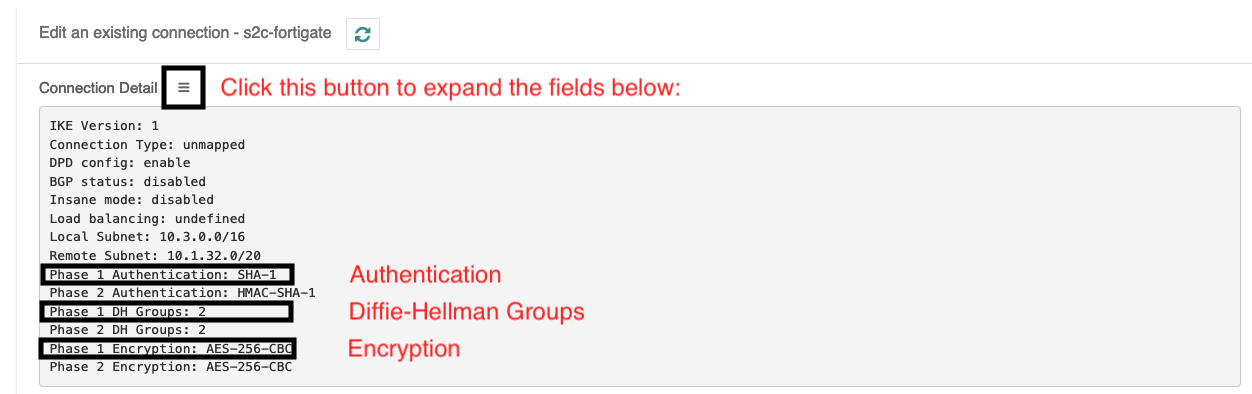 Edit an existing connection - s2c-fortigate
Connection Detail Click this button to expand the fields below:
IKE Version: 1
Connection Type: unmapped
DPD config: enable
BGP status: disabled
Insane mode: disabled
Load balancing: undefined
Local Subnet: 10.3.0.0/16
Remote Subnet: 10.1.32.0/20
Phase 1 Authentication: SHA-1 Authentication
Phase 2 Authentication: HMAC-SHA-1
Phase 1 DH Groups: 2 Diffie-Hellman Groups
Phase 2 DH Groups: 2
Phase 1 Encryption: AES-256-CBC Encryption
Phase 2 Encryption: AES-256-CBC